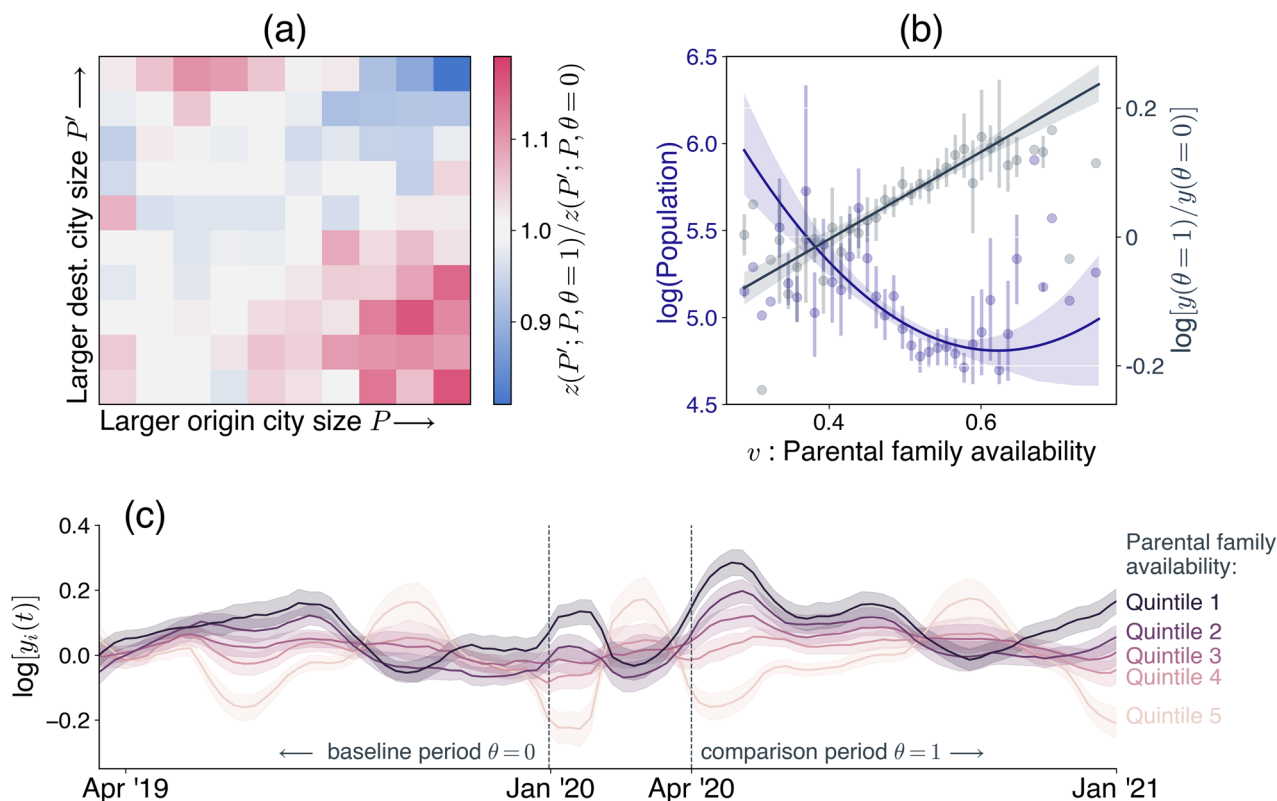 (a)
Larger dest. city size P′ ⟶
Larger origin city size P ⟶
1.1
1.0
0.9
z(P′; P, θ = 1)/z(P′; P, θ = 0)
(b)
6.5
6.0
5.5
5.0
4.5
log(Population)
0.4
0.6
v : Parental family availability
0.2
0
-0.2
log[y(θ = 1)/y(θ = 0)]
(c)
0.4
0.2
0.0
−0.2
log[yᵢ(t)]
⟵ baseline period θ = 0
comparison period θ = 1 ⟶
Apr '19
Jan '20
Apr '20
Jan '21
Parental family
availability:
Quintile 1
Quintile 2
Quintile 3
Quintile 4
Quintile 5